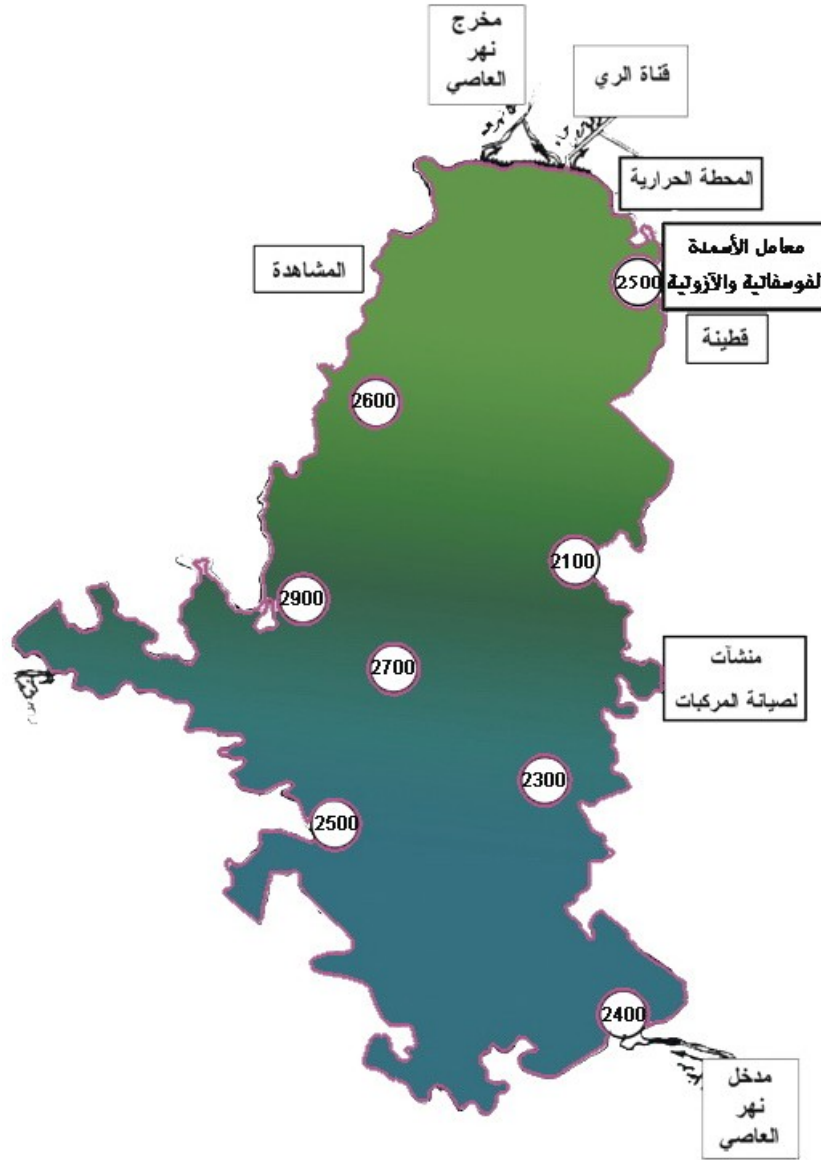 مخرج
نهر
العاصي
قناة الري
المحطة الحرارية
معامل الأسمدة
لفوسفاتية والآزوتية
2500
قطينة
المشاهدة
2600
2100
2900
2700
منشآت
لصيانة المركبات
2300
2500
2400
مدخل
نهر
العاصي